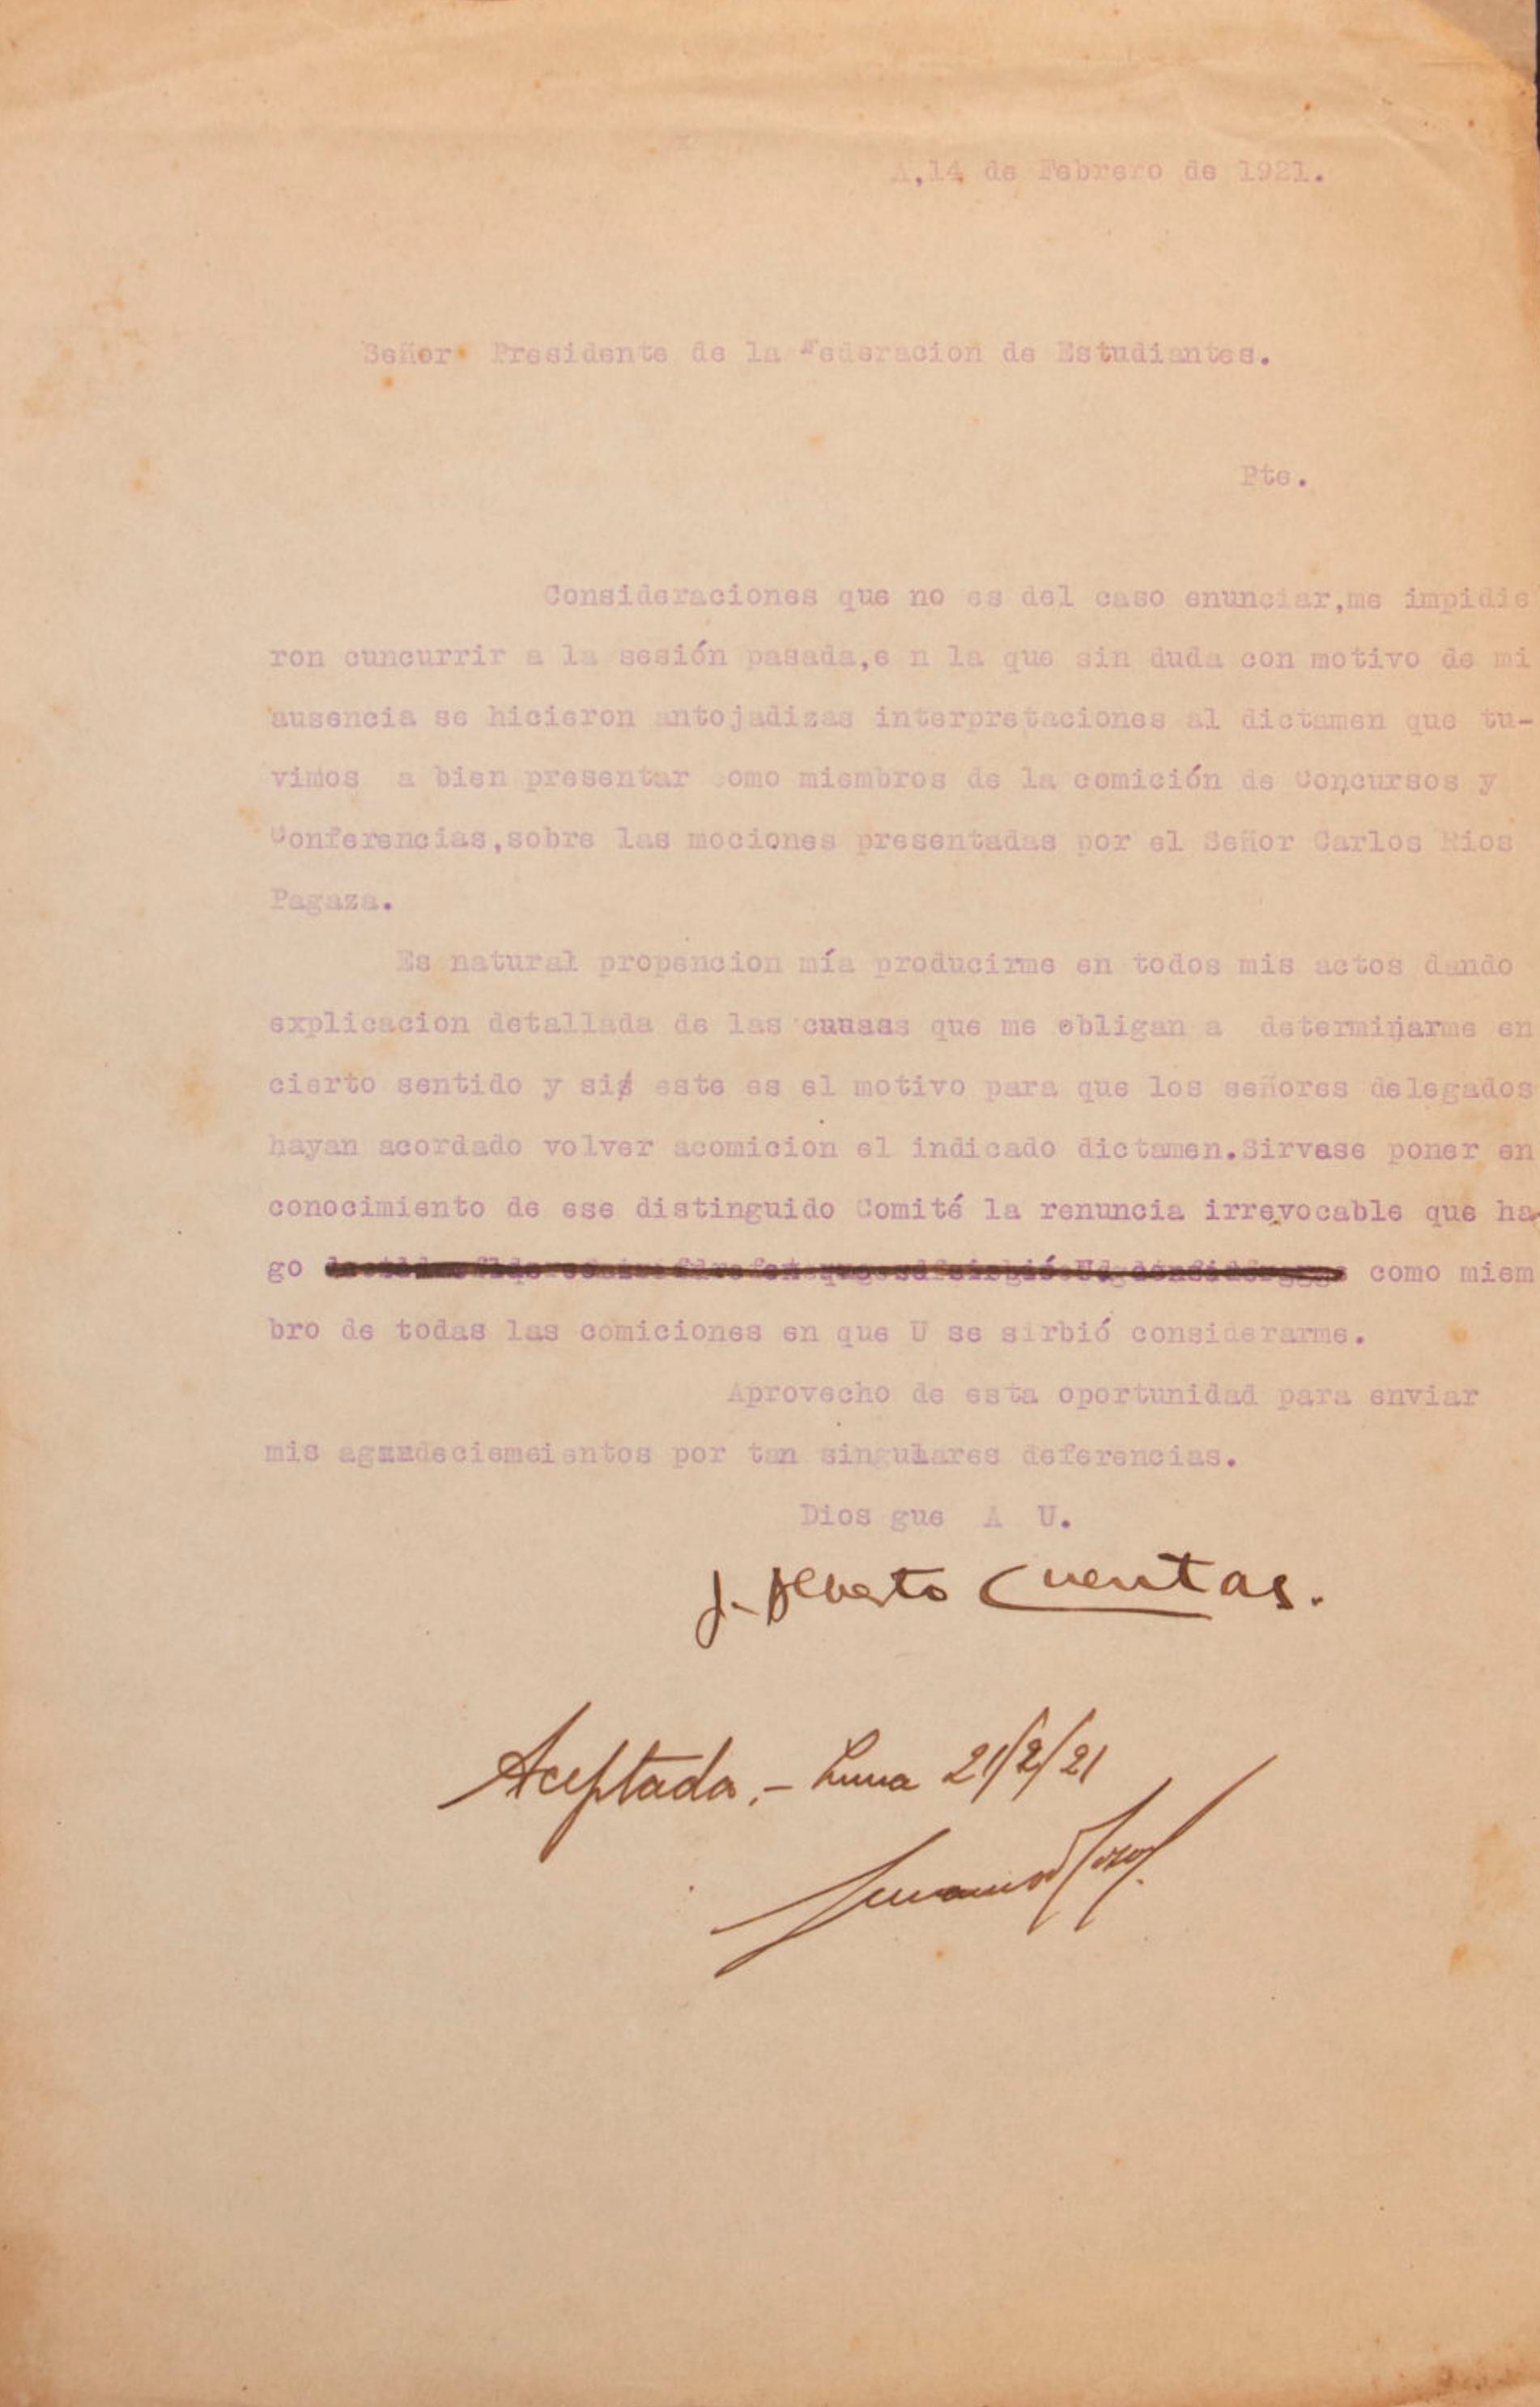 A,14 de Febrero de 1921.
Señor Presidente de la Federacion de Estudiantes.
Pte.
Consideraciones que no es del caso enunciar,me impidie
ron cuncurrir a la sesión pasada,e n la que sin duda con motivo de mi
ausencia se hicieron antojadizas interpretaciones al dictamen que tu-
vimos a bien presentar como miembros de la comición de Concursos y
Conferencias,sobre las mociones presentadas por el Señor Carlos Rios
Pagaza.
Es natural propencion mía producirme en todos mis actos dando
explicacion detallada de las cuuaas que me obligan a determinarme en
cierto sentido y si este es el motivo para que los señores delegados
hayan acordado volver acomicion el indicado dictamen.Sirvase poner en
conocimiento de ese distinguido Comité la renuncia irrevocable que ha
go como miem
bro de todas las comiciones en que U se sirbió considerarme.
Aprovecho de esta oportunidad para enviar
mis por tan singulares deferencias.
Dios gue A U.
J. Alberto Cuentas.
Aceptada.- Lima 21/2/21